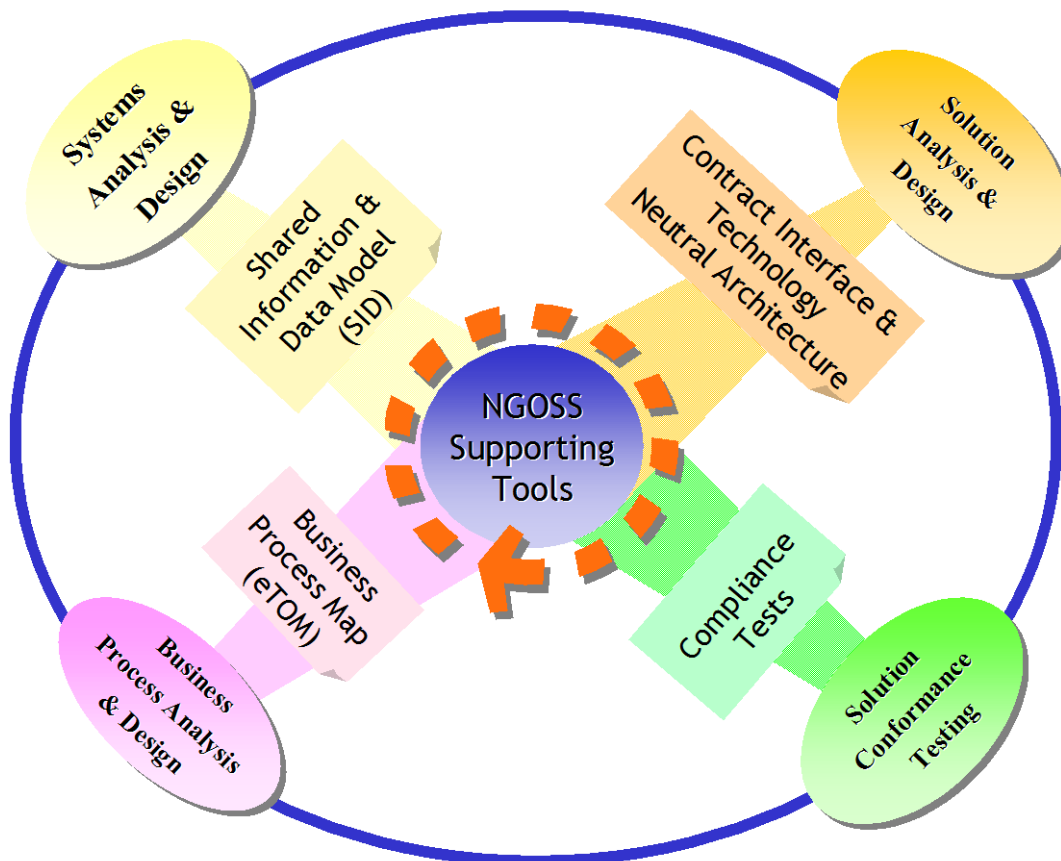 Systems
Analysis &
Design
Shared
Information &
Data Model
(SID)
Contract Interface &
Technology
Neutral Architecture
Solution
Analysis &
Design
NGOSS
Supporting
Tools
Business
Process Map
(eTOM)
Business
Process Analysis
& Design
Compliance
Tests
Solution
Conformance
Testing